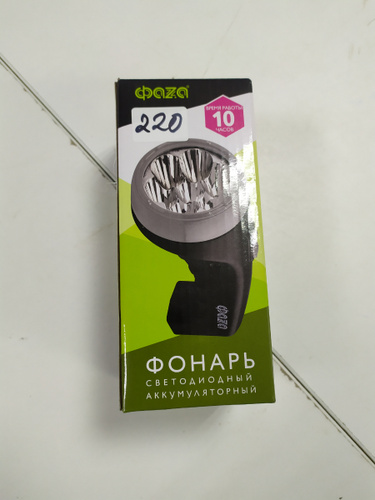 фаzа
ВРЕМЯ РАБОТЫ
10
ЧАСОВ
220
ФАZА
ФОНАРЬ
СВЕТОДИОДНЫЙ
АККУМУЛЯТОРНЫЙ